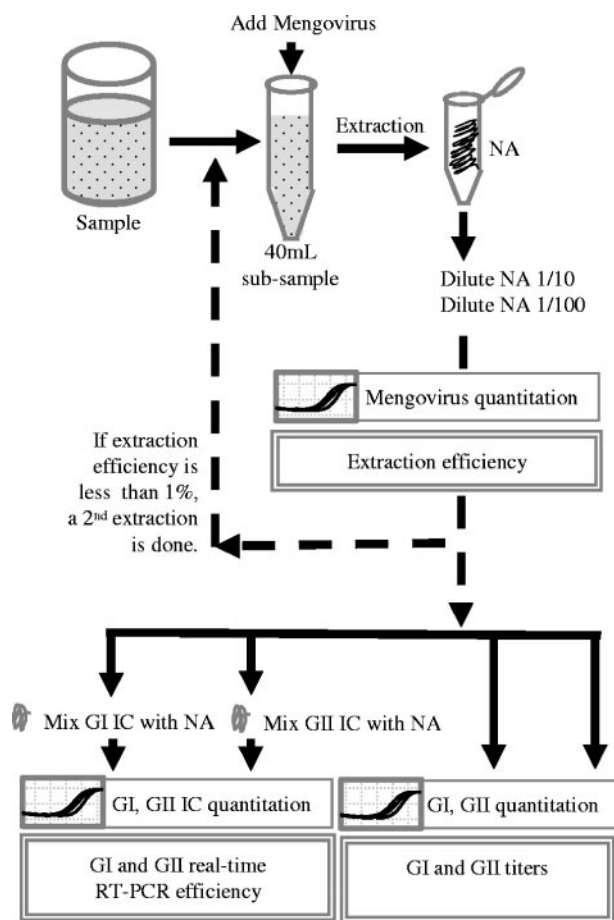 Add Mengovirus
Extraction
NA
Sample
40mL
sub-sample
Dilute NA 1/10
Dilute NA 1/100
Mengovirus quantitation
Extraction efficiency
If extraction
efficiency is
less than 1%,
a 2nd extraction
is done.
Mix GI IC with NA
Mix GII IC with NA
GI, GII IC quantitation
GI, GII quantitation
GI and GII real-time
RT-PCR efficiency
GI and GII titers